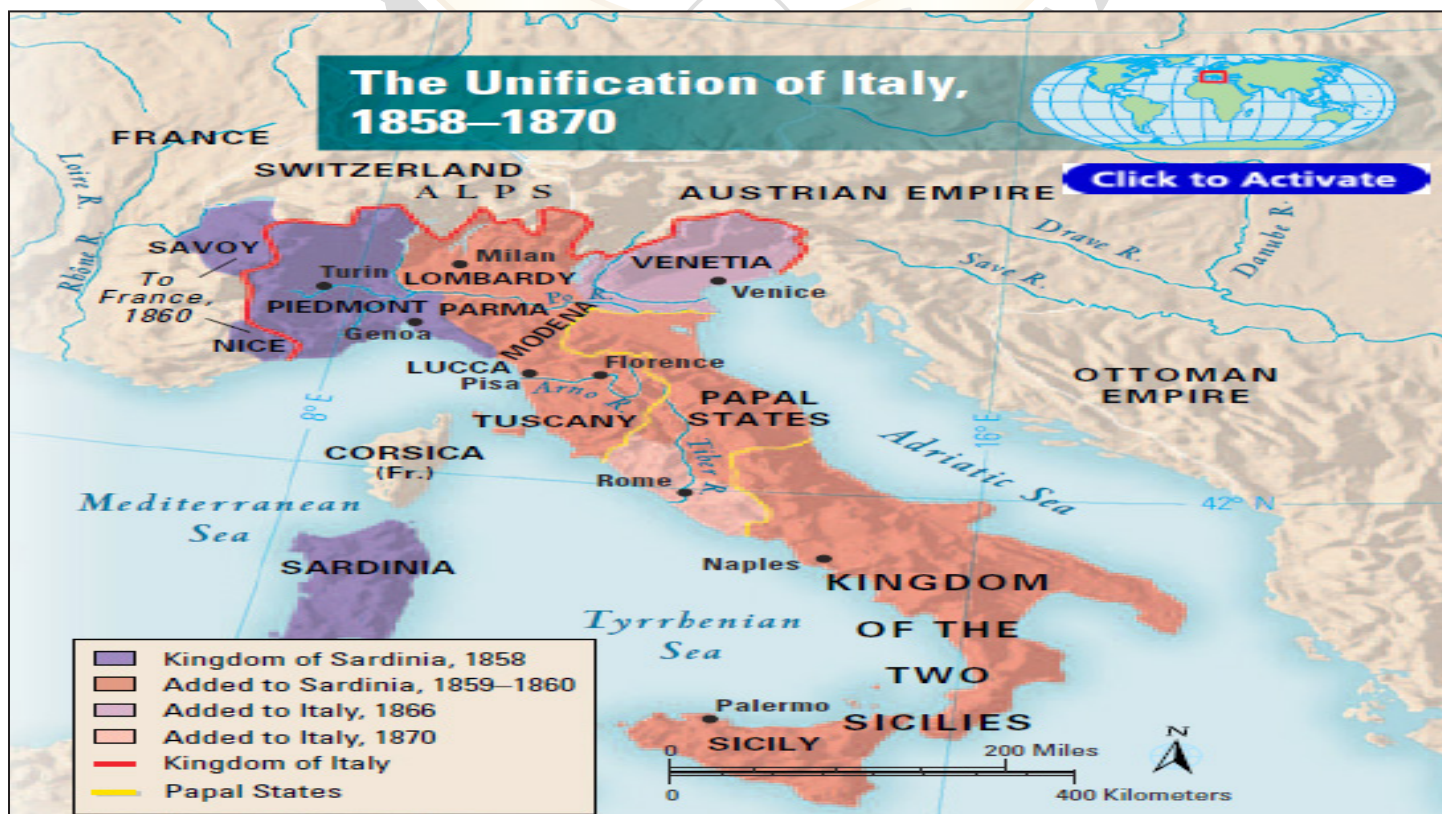 The Unification of Italy,
1858–1870
Click to Activate
FRANCE
SWITZERLAND
ALPS
AUSTRIAN EMPIRE
Loire R.
Rhône R.
Drave R.
Save R.
Danube R.
SAVOY
To
France,
1860
NICE
Turin
PIEDMONT
Genoa
Milan
LOMBARDY
PARMA
Po R.
MODENA
VENETIA
Venice
LUCCA
Pisa
Florence
Arno R.
TUSCANY
PAPAL
STATES
Tiber R.
Rome
OTTOMAN
EMPIRE
8°E
16°E
42° N
CORSICA
(Fr.)
Adriatic Sea
Mediterranean
Sea
SARDINIA
Naples
KINGDOM
OF THE
TWO
SICILIES
Tyrrhenian
Sea
Palermo
SICILY
Kingdom of Sardinia, 1858
Added to Sardinia, 1859–1860
Added to Italy, 1866
Added to Italy, 1870
Kingdom of Italy
Papal States
N
0 200 Miles
0 400 Kilometers